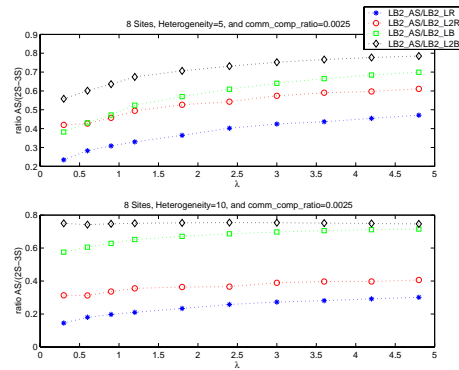 8 Sites, Heterogeneity=5, and comm_comp_ratio=0.0025
LB2_AS/LB2_LR
LB2_AS/LB2_L2R
LB2_AS/LB2_LB
LB2_AS/LB2_L2B
ratio AS/(2S−3S)
0.9
0.8
0.7
0.6
0.5
0.4
0.3
0.2
0 0.5 1 1.5 2 2.5 3 3.5 4 4.5 5
λ
8 Sites, Heterogeneity=10, and comm_comp_ratio=0.0025
ratio AS/(2S−3S)
0.8
0.6
0.4
0.2
0
0 0.5 1 1.5 2 2.5 3 3.5 4 4.5 5
λ